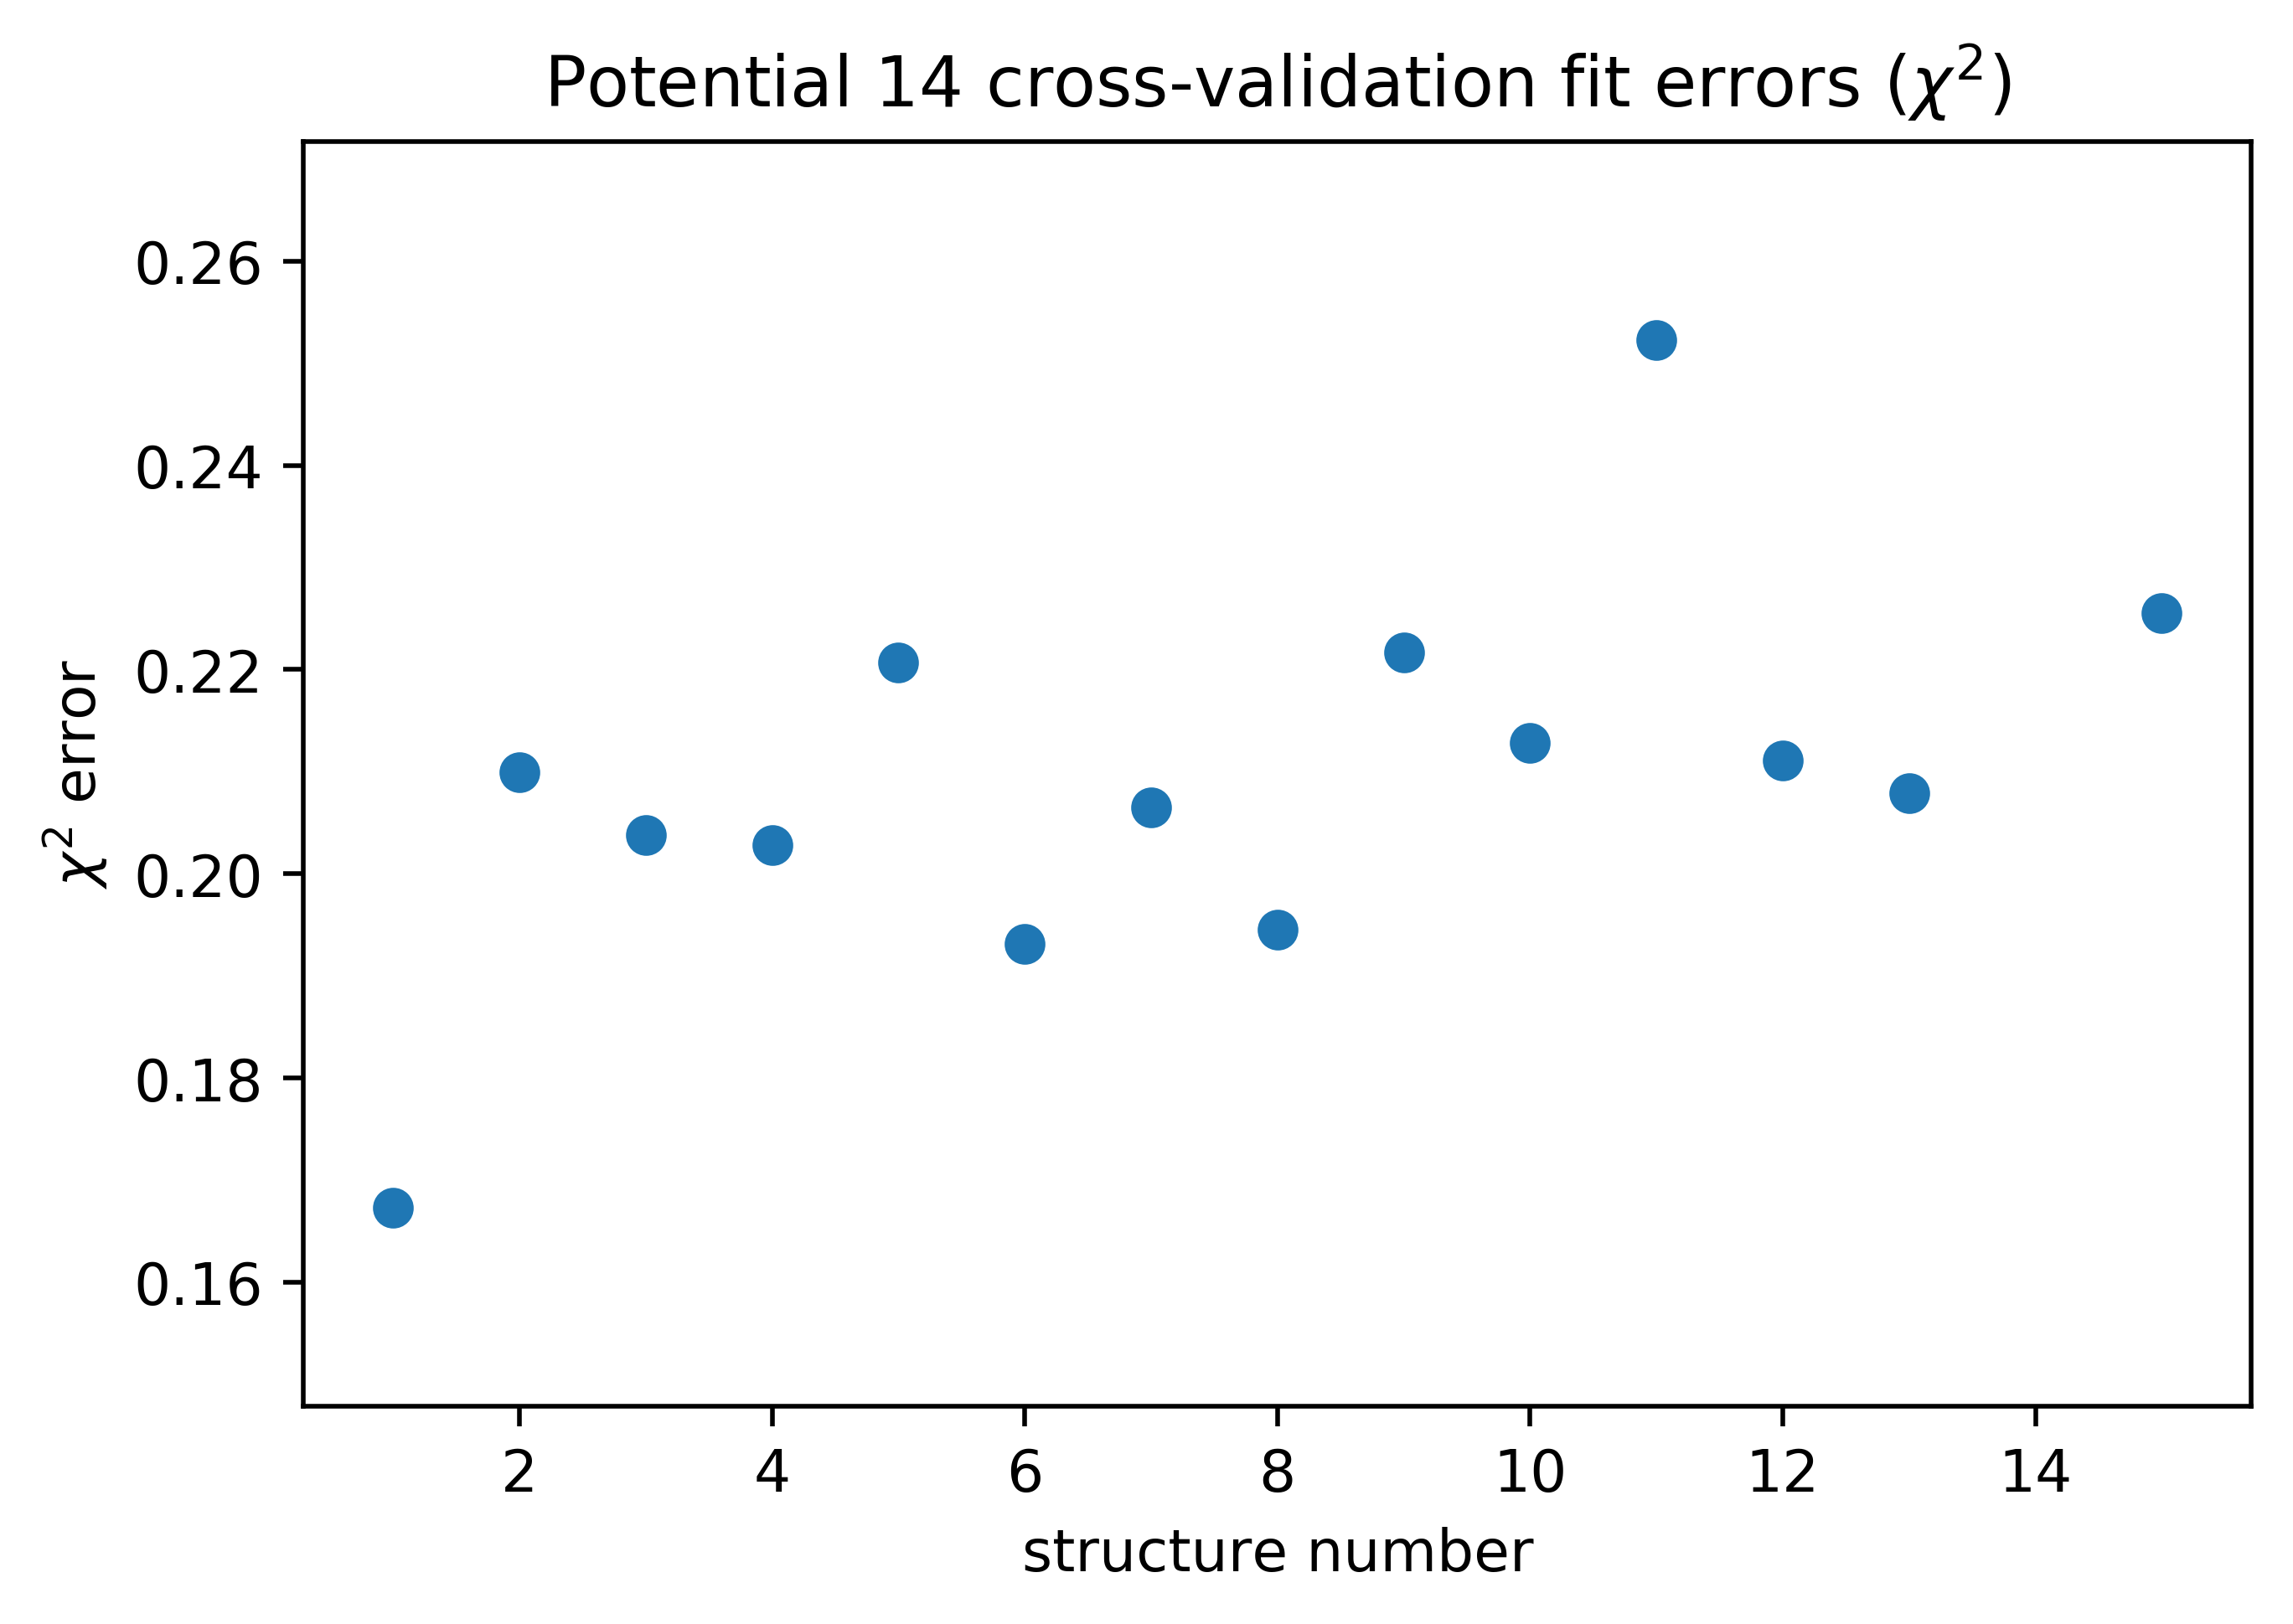 Potential 14 cross-validation fit errors (χ²)
0.26
0.24
0.22
0.20
0.18
0.16
χ² error
2 4 6 8 10 12 14
structure number